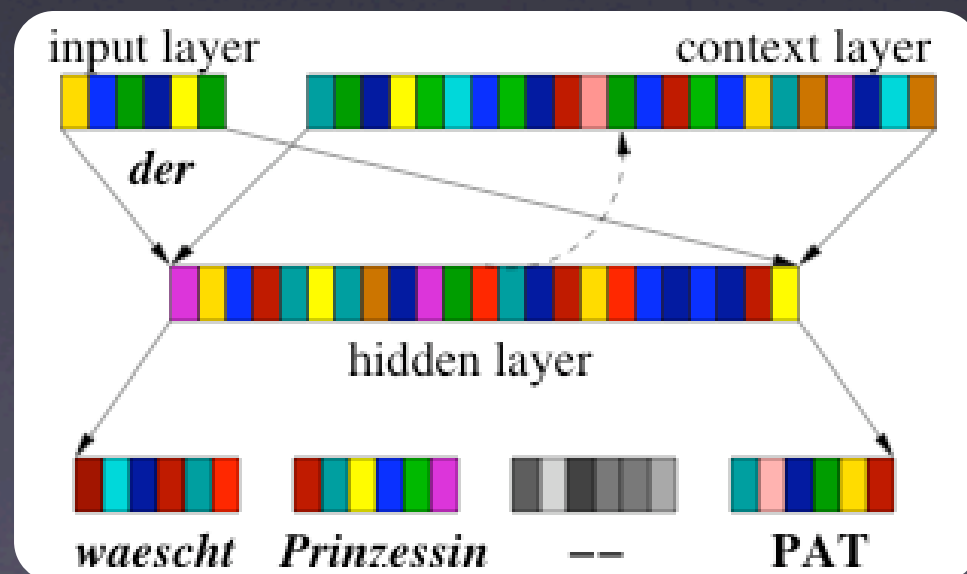 input layer
context layer
der
hidden layer
waescht
Prinzessin
--
PAT